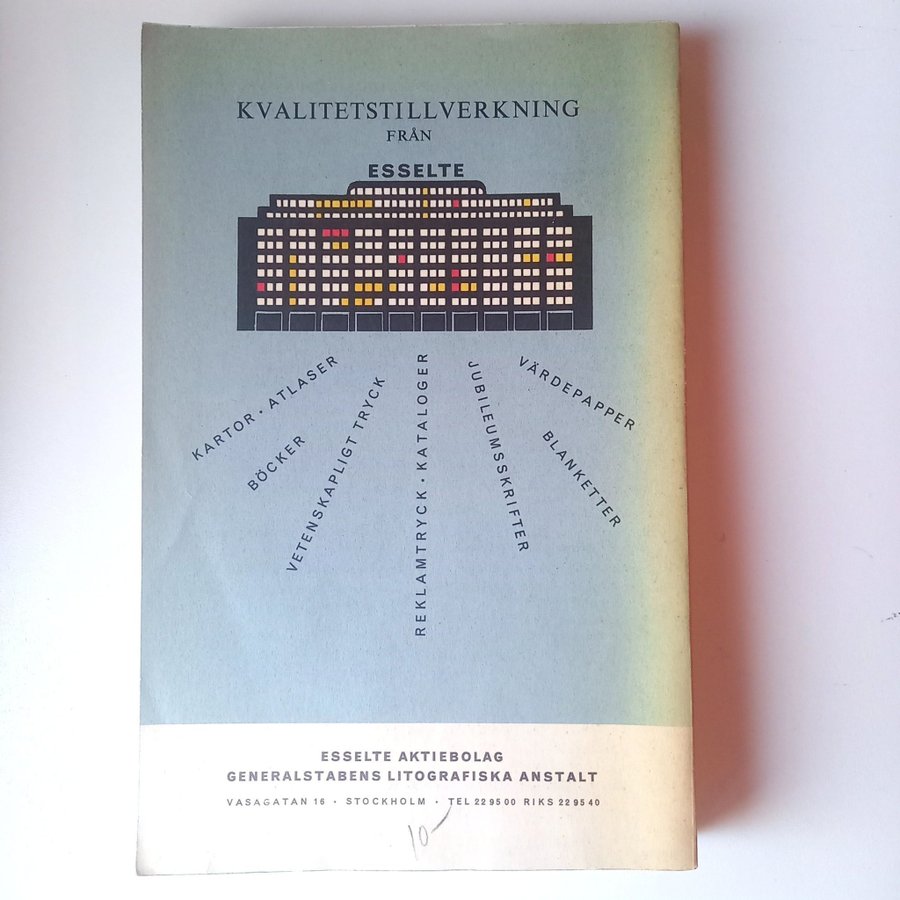 KVALITETSTILLVERKNING
FRÅN
ESSELTE
KARTOR · ATLASER
BÖCKER
VETENSKAPLIGT TRYCK
REKLAMTRYCK · KATALOGER
JUBILEUMSSKRIFTER
VÄRDEPAPPER
BLANKETTER
ESSELTE AKTIEBOLAG
GENERALSTABENS LITOGRAFISKA ANSTALT
VASAGATAN 16 · STOCKHOLM · TEL 22 95 00 RIKS 22 95 40
10-